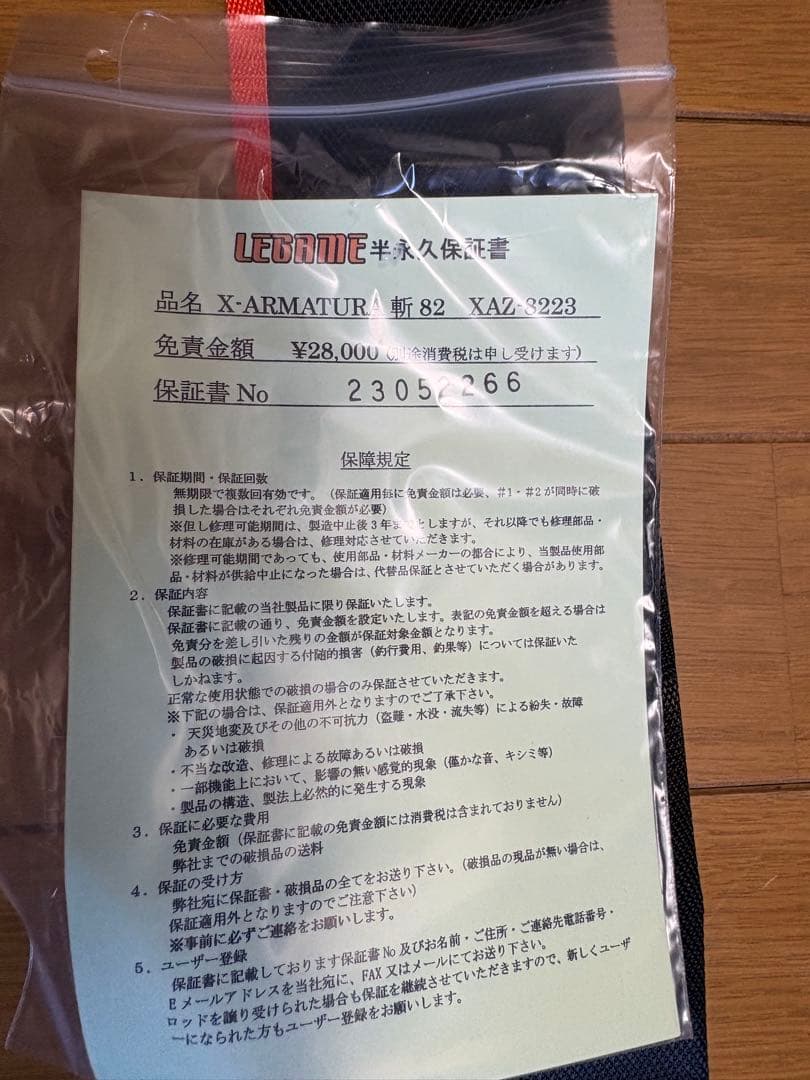 LEGAME半永久保証書
品名 X-ARMATURA 斬 82 XAZ-8223
免責金額 ¥28,000 (別途消費税は申し受けます)
保証書 No 23052266
保障規定
1．保証期間・保証回数
無期限で複数回有効です。（保証適用毎に免責金額は必要、#1・#2が同時に破
損した場合はそれぞれ免責金額が必要）
※但し修理可能期間は、製造中止後3年までとしますが、それ以降でも修理部品・
材料の在庫がある場合は、修理対応させていただきます。
※修理可能期間であっても、使用部品・材料メーカーの都合により、当製品使用部
品・材料が供給中止になった場合は、代替品保証とさせていただく場合があります。
2．保証内容
保証書に記載の当社製品に限り保証いたします。
保証書に記載の通り、免責金額を設定いたします。表記の免責金額を超える場合は
免責分を差し引いた残りの金額が保証対象金額となります。
製品の破損に起因する付随的損害（釣行費用、釣果等）については保証いた
しかねます。
正常な使用状態での破損の場合のみ保証させていただきます。
※下記の場合は、保証適用外となりますのでご了承下さい。
・ 天災地変及びその他の不可抗力（盗難・水没・流失等）による紛失・故障
あるいは破損
・不当な改造、修理による故障あるいは破損
・一部機能上において、影響の無い感覚的現象（僅かな音、キシミ等）
・製品の構造、製法上必然的に発生する現象
3．保証に必要な費用
免責金額（保証書に記載の免責金額には消費税は含まれておりません）
弊社までの破損品の送料
4．保証の受け方
弊社宛に保証書・破損品の全てをお送り下さい。（破損品の現品が無い場合は、
保証適用外となりますのでご注意下さい）
※事前に必ずご連絡をお願いします。
5．ユーザー登録
保証書に記載しております保証書 No 及びお名前・ご住所・ご連絡先電話番号・
E メールアドレスを当社宛に、FAX 又はメールにてお送り下さい。
ロッドを譲り受けられた場合も保証を継続させていただきますので、新しくユーザ
ーになられた方もユーザー登録をお願いします。